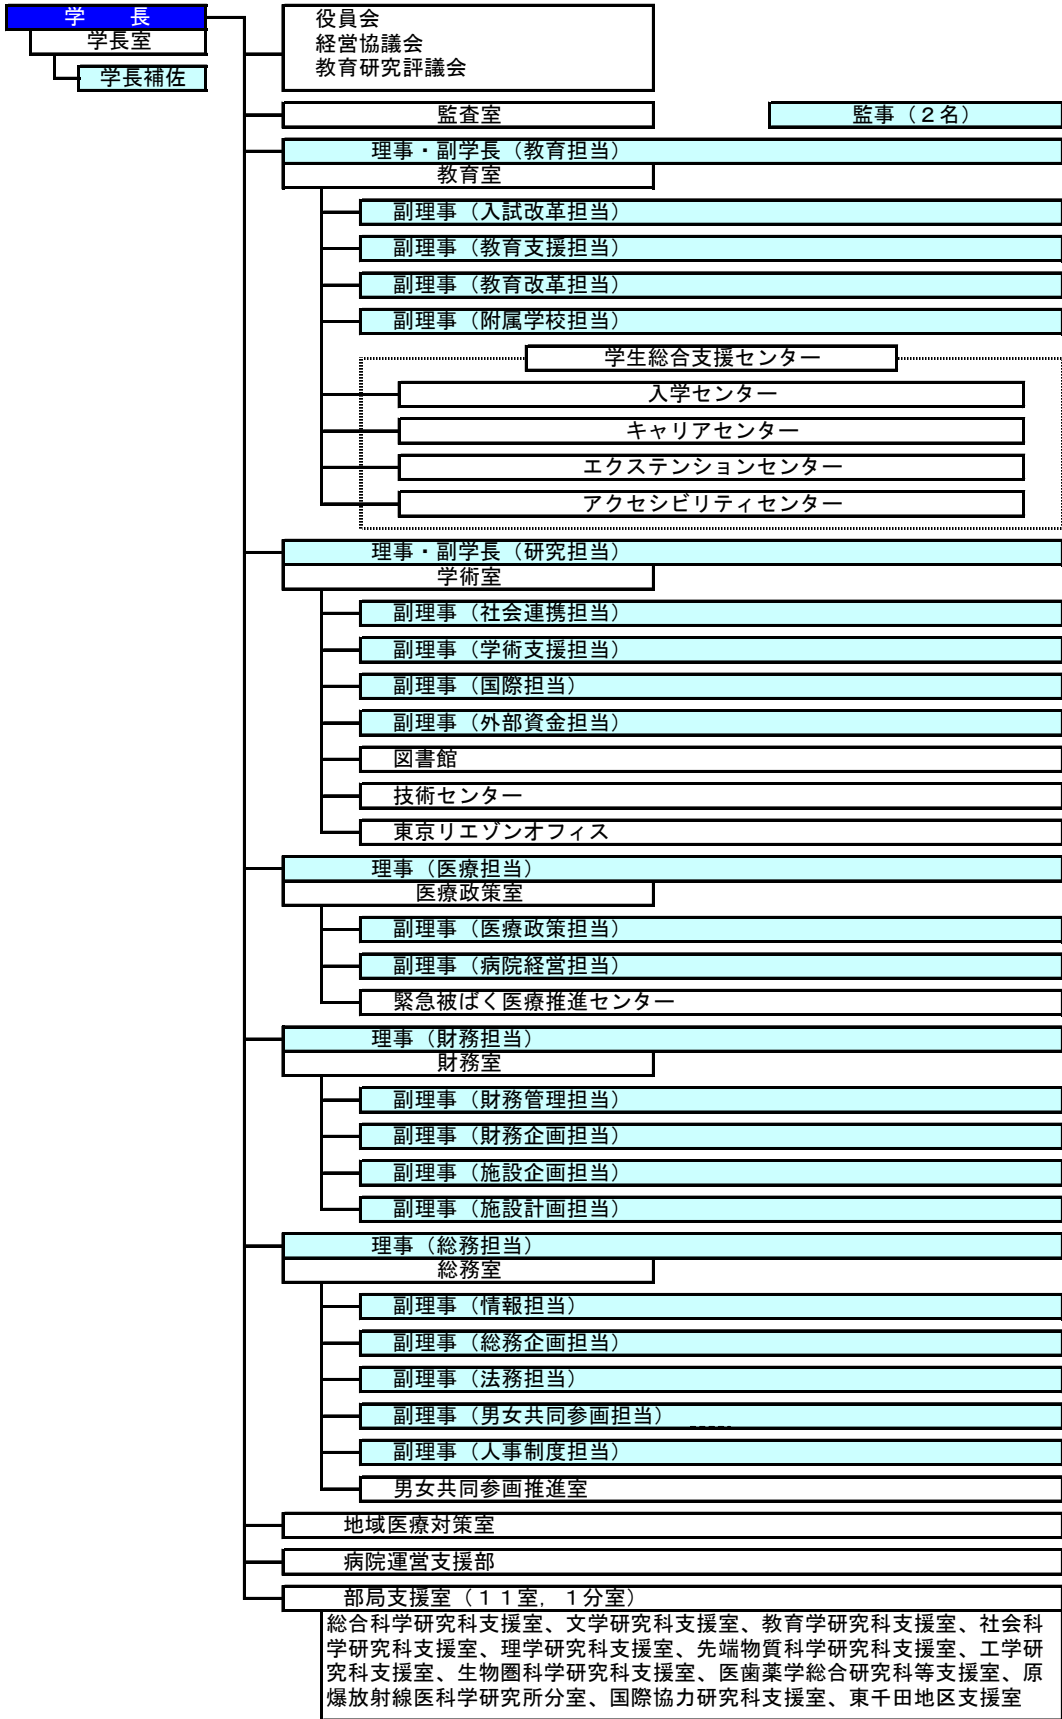 学　　長
学長室
学長補佐
役員会
経営協議会
教育研究評議会
監査室
監事（２名）
理事・副学長（教育担当）
教育室
副理事（入試改革担当）
副理事（教育支援担当）
副理事（教育改革担当）
副理事（附属学校担当）
学生総合支援センター
入学センター
キャリアセンター
エクステンションセンター
アクセシビリティセンター
理事・副学長（研究担当）
学術室
副理事（社会連携担当）
副理事（学術支援担当）
副理事（国際担当）
副理事（外部資金担当）
図書館
技術センター
東京リエゾンオフィス
理事（医療担当）
医療政策室
副理事（医療政策担当）
副理事（病院経営担当）
緊急被ばく医療推進センター
理事（財務担当）
財務室
副理事（財務管理担当）
副理事（財務企画担当）
副理事（施設企画担当）
副理事（施設計画担当）
理事（総務担当）
総務室
副理事（情報担当）
副理事（総務企画担当）
副理事（法務担当）
副理事（男女共同参画担当）
副理事（人事制度担当）
男女共同参画推進室
地域医療対策室
病院運営支援部
部局支援室（１１室，１分室）
総合科学研究科支援室、文学研究科支援室、教育学研究科支援室、社会科
学研究科支援室、理学研究科支援室、先端物質科学研究科支援室、工学研
究科支援室、生物圏科学研究科支援室、医歯薬学総合研究科等支援室、原
爆放射線医科学研究所分室、国際協力研究科支援室、東千田地区支援室